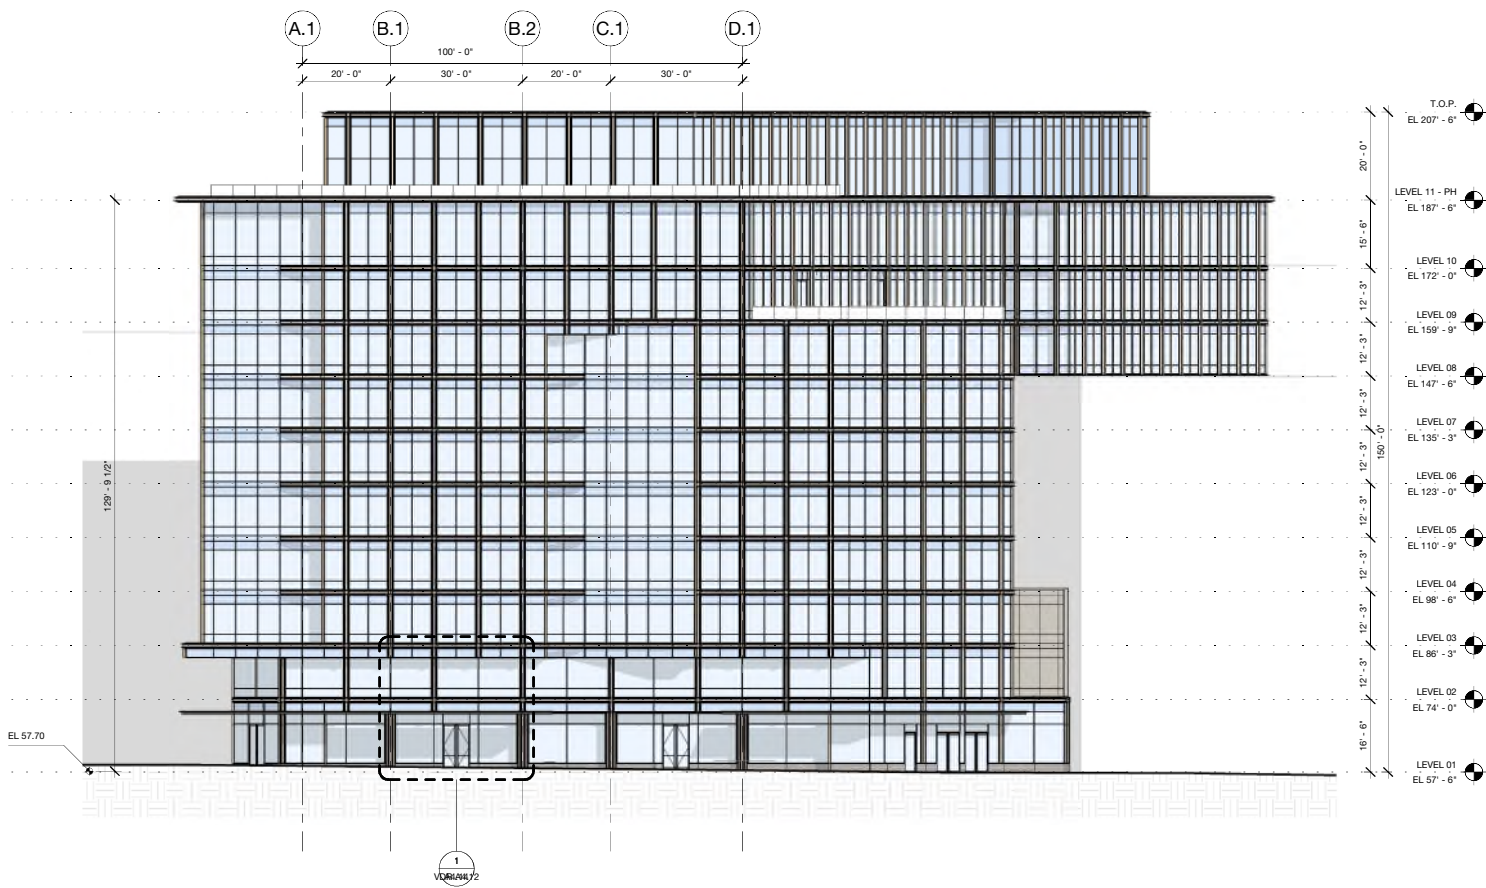 A.1
B.1
B.2
C.1
D.1
100' - 0"
20' - 0"
30' - 0"
20' - 0"
30' - 0"
T.O.P.
EL 207' - 6"
20' - 0"
LEVEL 11 - PH
EL 187' - 6"
15' - 6"
LEVEL 10
EL 172' - 0"
12' - 3"
LEVEL 09
EL 159' - 9"
12' - 3"
LEVEL 08
EL 147' - 6"
12' - 3"
LEVEL 07
EL 135' - 3"
150' - 0"
12' - 3"
LEVEL 06
EL 123' - 0"
129' - 9 1/2"
12' - 3"
LEVEL 05
EL 110' - 9"
12' - 3"
LEVEL 04
EL 98' - 6"
12' - 3"
LEVEL 03
EL 86' - 3"
12' - 3"
LEVEL 02
EL 74' - 0"
16' - 6"
EL 57.70
LEVEL 01
EL 57' - 6"
1